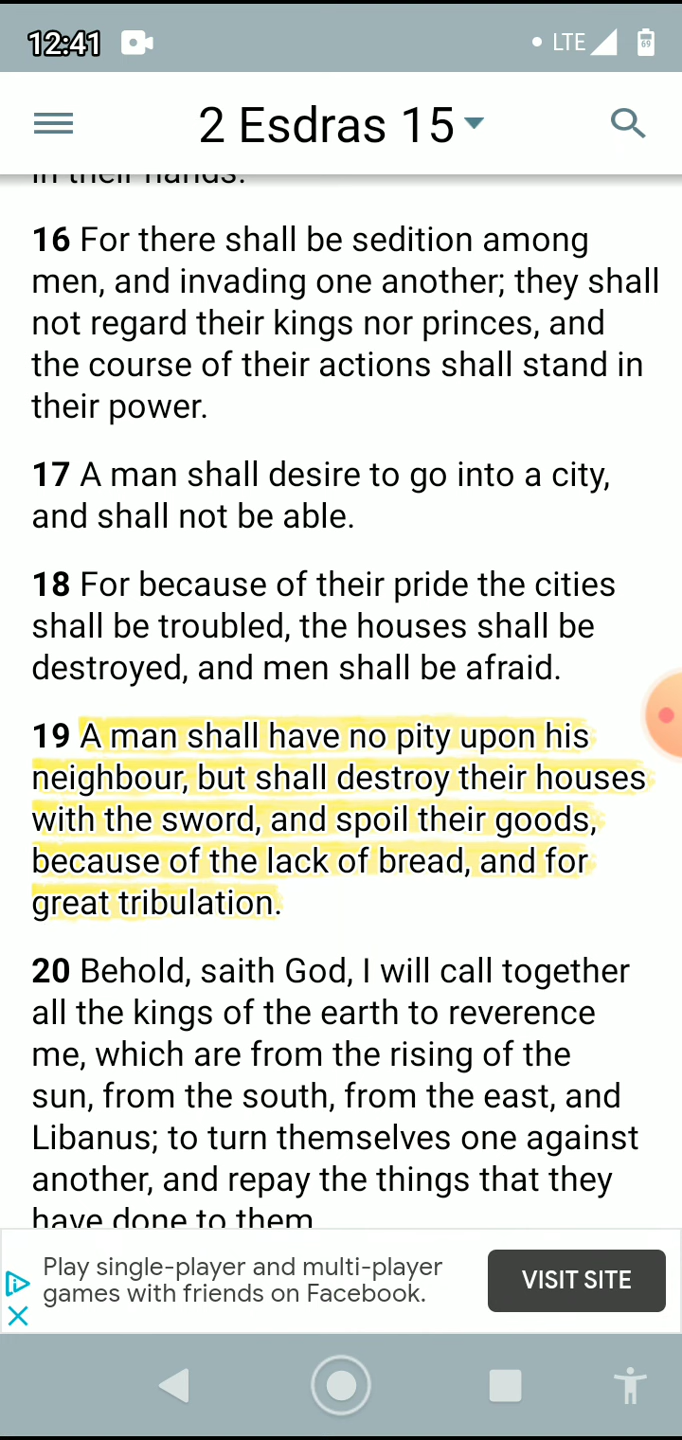 12:41
LTE
69
2 Esdras 15
in their hands.
16 For there shall be sedition among
men, and invading one another; they shall
not regard their kings nor princes, and
the course of their actions shall stand in
their power.
17 A man shall desire to go into a city,
and shall not be able.
18 For because of their pride the cities
shall be troubled, the houses shall be
destroyed, and men shall be afraid.
19 A man shall have no pity upon his
neighbour, but shall destroy their houses
with the sword, and spoil their goods,
because of the lack of bread, and for
great tribulation.
20 Behold, saith God, I will call together
all the kings of the earth to reverence
me, which are from the rising of the
sun, from the south, from the east, and
Libanus; to turn themselves one against
another, and repay the things that they
have done to them
Play single-player and multi-player
games with friends on Facebook.
VISIT SITE